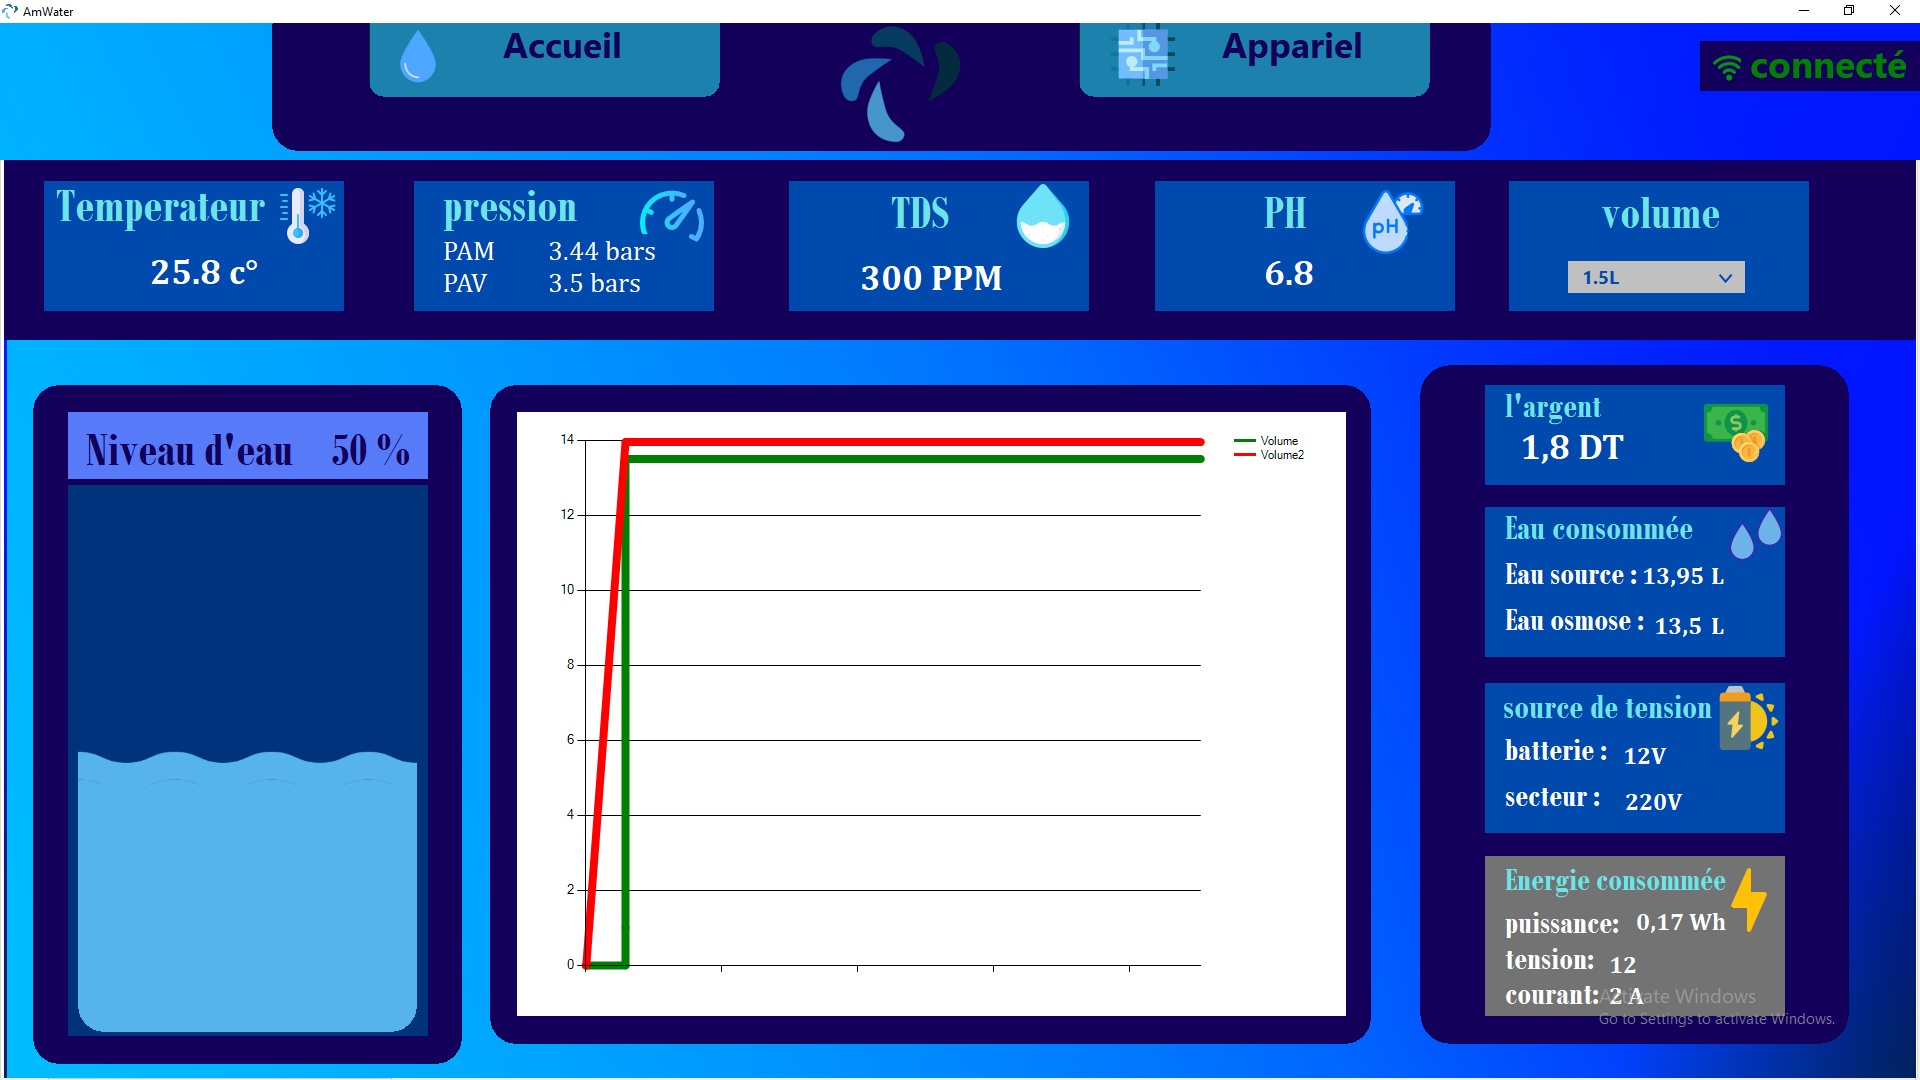 AmWater
Accueil
Appariel
connecté
Temperateur
25.8 c°
pression
PAM 3.44 bars
PAV 3.5 bars
TDS
300 PPM
PH
pH
6.8
volume
1.5L
Niveau d'eau 50 %
14
12
10
8
6
4
2
0
Volume
Volume2
l'argent
1,8 DT
Eau consommée
Eau source : 13,95 L
Eau osmose : 13,5 L
source de tension
batterie : 12V
secteur : 220V
Energie consommée
puissance: 0,17 Wh
tension: 12
courant: 2 A
Activate Windows
Go to Settings to activate Windows.